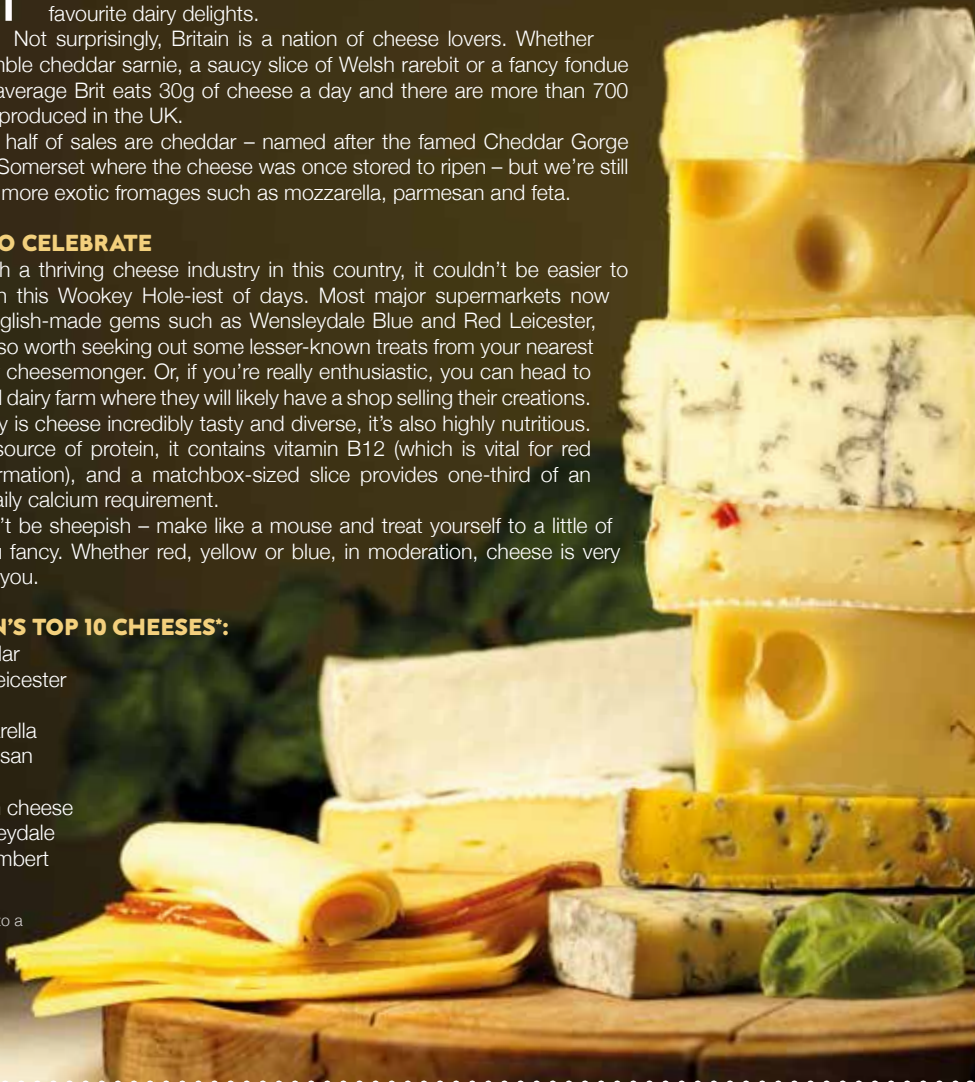 favourite dairy delights.
Not surprisingly, Britain is a nation of cheese lovers. Whether
mble cheddar sarnie, a saucy slice of Welsh rarebit or a fancy fondue
average Brit eats 30g of cheese a day and there are more than 700
produced in the UK.
half of sales are cheddar – named after the famed Cheddar Gorge
Somerset where the cheese was once stored to ripen – but we're still
more exotic fromages such as mozzarella, parmesan and feta.
O CELEBRATE
h a thriving cheese industry in this country, it couldn't be easier to
n this Wookey Hole-iest of days. Most major supermarkets now
glish-made gems such as Wensleydale Blue and Red Leicester,
so worth seeking out some lesser-known treats from your nearest
cheesemonger. Or, if you're really enthusiastic, you can head to
l dairy farm where they will likely have a shop selling their creations.
y is cheese incredibly tasty and diverse, it's also highly nutritious.
source of protein, it contains vitamin B12 (which is vital for red
rmation), and a matchbox-sized slice provides one-third of an
aily calcium requirement.
't be sheepish – make like a mouse and treat yourself to a little of
u fancy. Whether red, yellow or blue, in moderation, cheese is very
you.
N'S TOP 10 CHEESES*:
lar
eicester
rella
san
cheese
eydale
mbert
to a